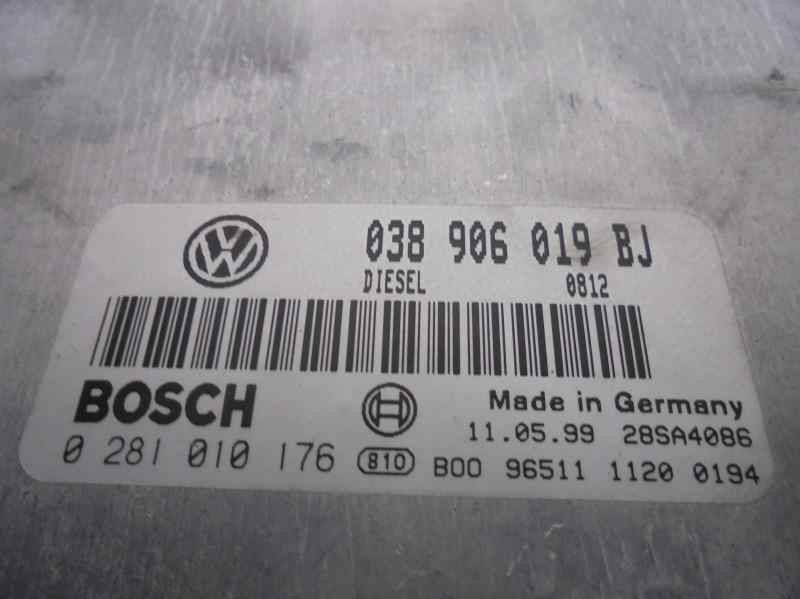 038 906 019 BJ
DIESEL 0812
BOSCH
Made in Germany
11.05.99 28SA4086
0 281 010 176 810 B00 96511 1120 0194